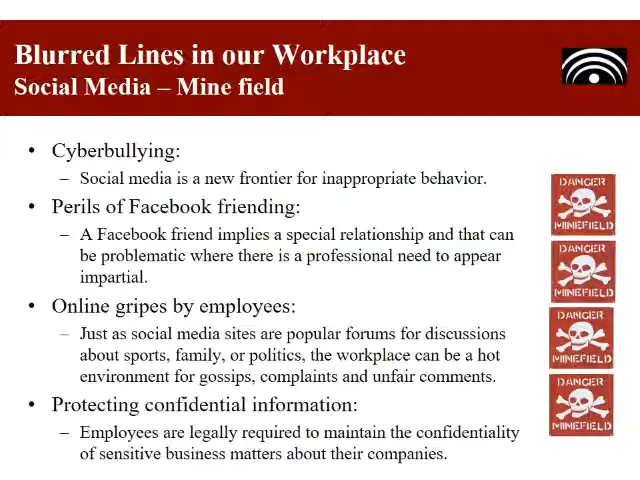 Blurred Lines in our Workplace
Social Media – Mine field
• Cyberbullying:
– Social media is a new frontier for inappropriate behavior.
• Perils of Facebook friending:
– A Facebook friend implies a special relationship and that can
be problematic where there is a professional need to appear
impartial.
• Online gripes by employees:
– Just as social media sites are popular forums for discussions
about sports, family, or politics, the workplace can be a hot
environment for gossips, complaints and unfair comments.
• Protecting confidential information:
– Employees are legally required to maintain the confidentiality
of sensitive business matters about their companies.
DANGER
MINEFIELD
DANGER
MINEFIELD
DANGER
MINEFIELD
DANGER
MINEFIELD